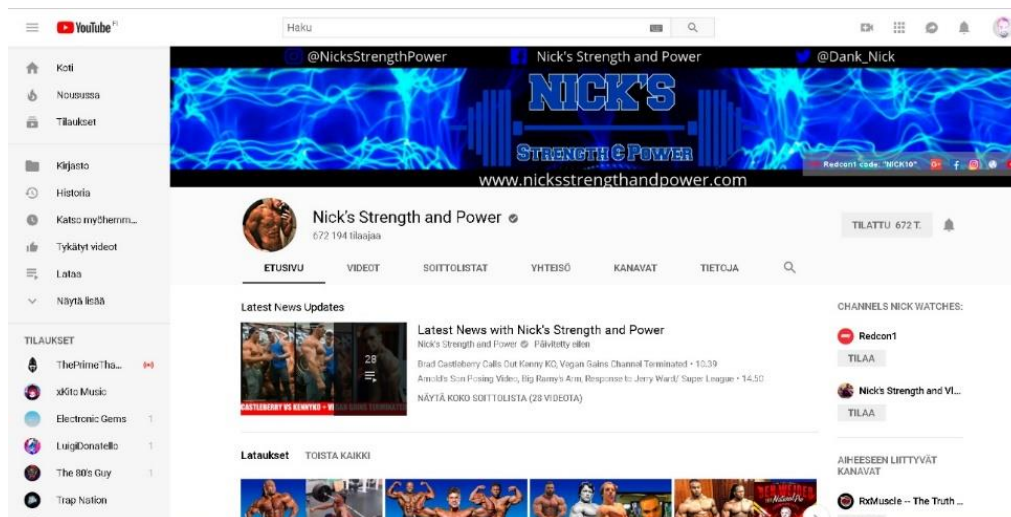 YouTube FI
Haku
@NicksStrengthPower
Nick's Strength and Power
@Dank_Nick
NICK'S
STRENGTH & POWER
www.nicksstrengthandpower.com
Redcon1 code: "NICK10"
Koti
Nousussa
Tilaukset
Kirjasto
Historia
Katso myöhemm...
Tykätyt videot
Lataa
Näytä lisää
TILAUKSET
ThePrimeTha...
xKito Music
Electronic Gems 1
LuigiDonatello 1
The 80's Guy 1
Trap Nation
Nick's Strength and Power
672 194 tilaajaa
TILATTU 672 T.
ETUSIVU VIDEOT SOITTOLISTAT YHTEISÖ KANAVAT TIETOJA
Latest News Updates
28
Latest News with Nick's Strength and Power
Nick's Strength and Power Päivitetty eilen
Brad Castleberry Calls Out Kenny KO, Vegan Gains Channel Terminated • 10.39
Arnold's Son Posing Video, Big Ramy's Arm, Response to Jerry Ward/ Super League • 14.50
NÄYTÄ KOKO SOITTOLISTA (28 VIDEOTA)
CASTLEBERRY VS KENNYKO + VEGAN GAINS TERMINATED
Lataukset TOISTA KAIKKI
CHANNELS NICK WATCHES:
Redcon1
TILAA
Nick's Strength and Vl...
TILAA
AIHEESEEN LIITTYVÄT
KANAVAT
RxMuscle -- The Truth ...